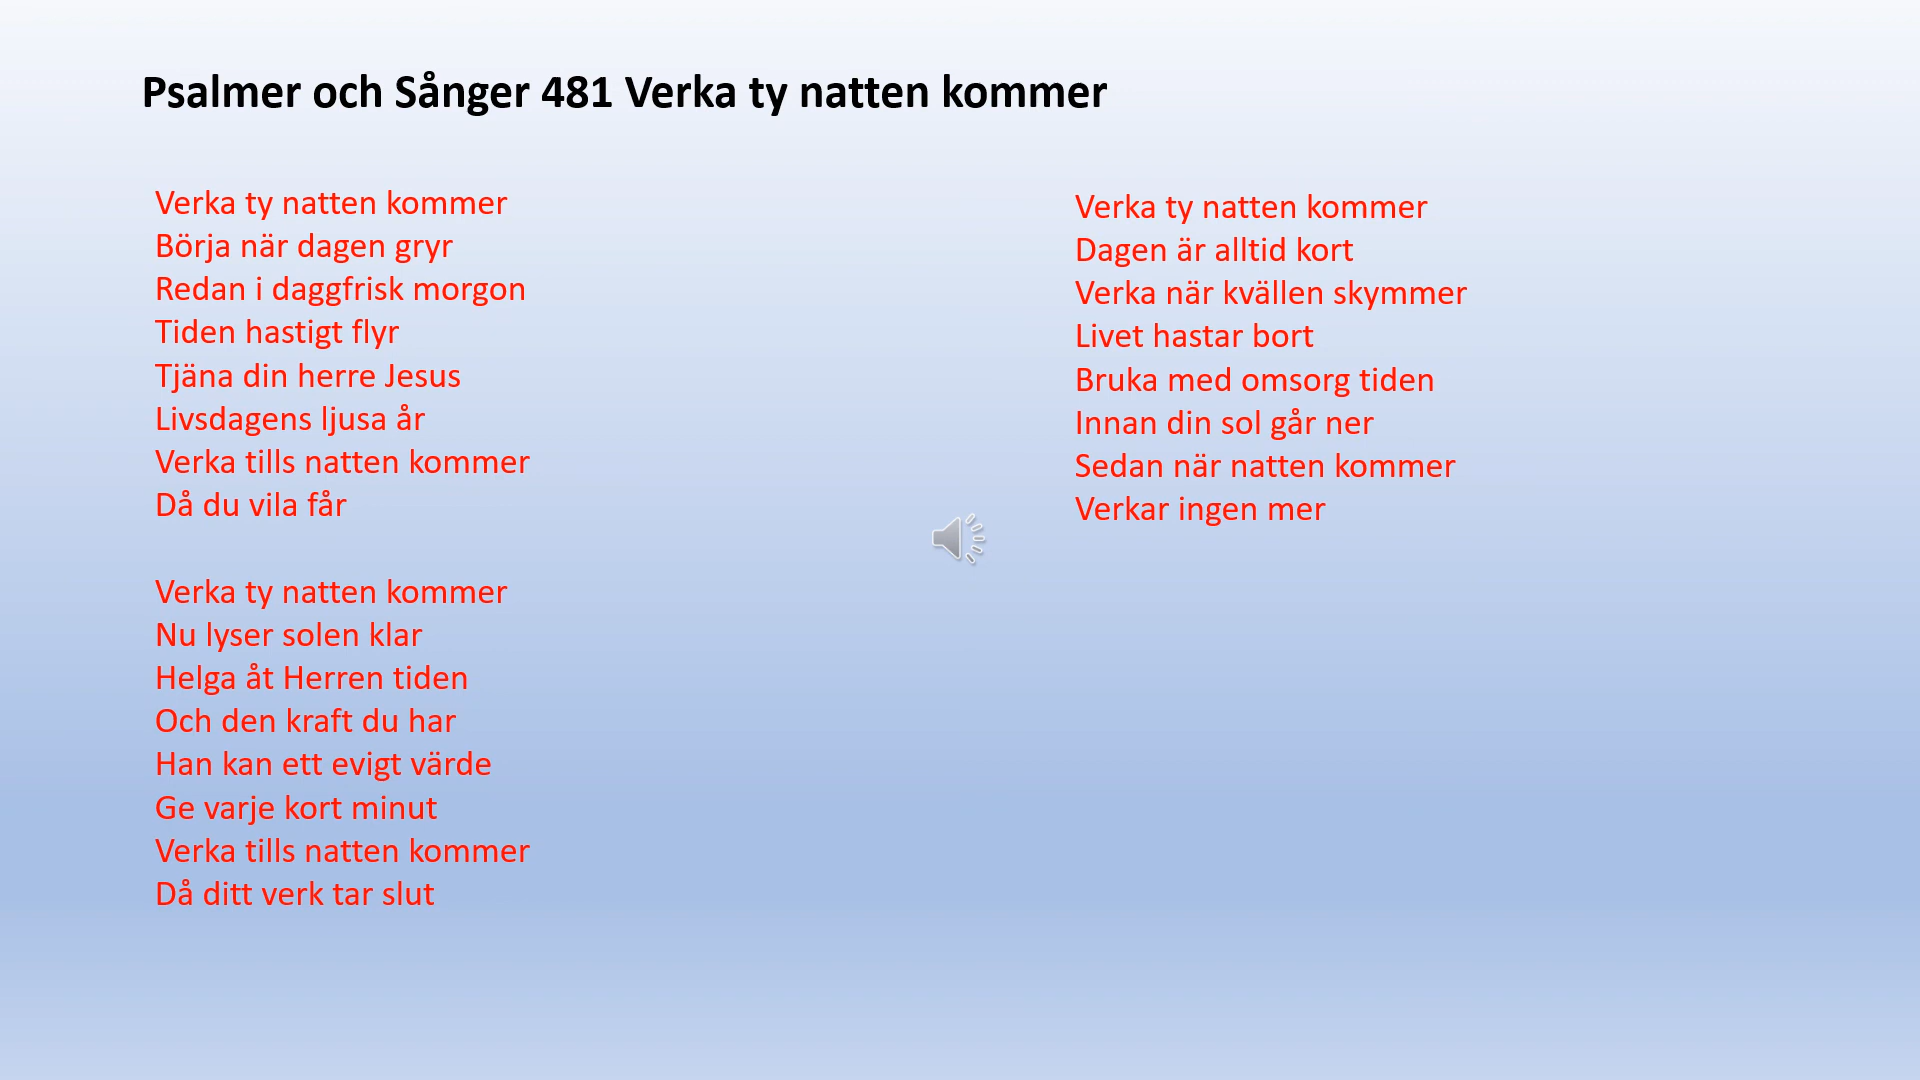 Psalmer och Sånger 481 Verka ty natten kommer
Verka ty natten kommer
Börja när dagen gryr
Redan i daggfrisk morgon
Tiden hastigt flyr
Tjäna din herre Jesus
Livsdagens ljusa år
Verka tills natten kommer
Då du vila får
Verka ty natten kommer
Nu lyser solen klar
Helga åt Herren tiden
Och den kraft du har
Han kan ett evigt värde
Ge varje kort minut
Verka tills natten kommer
Då ditt verk tar slut
Verka ty natten kommer
Dagen är alltid kort
Verka när kvällen skymmer
Livet hastar bort
Bruka med omsorg tiden
Innan din sol går ner
Sedan när natten kommer
Verkar ingen mer